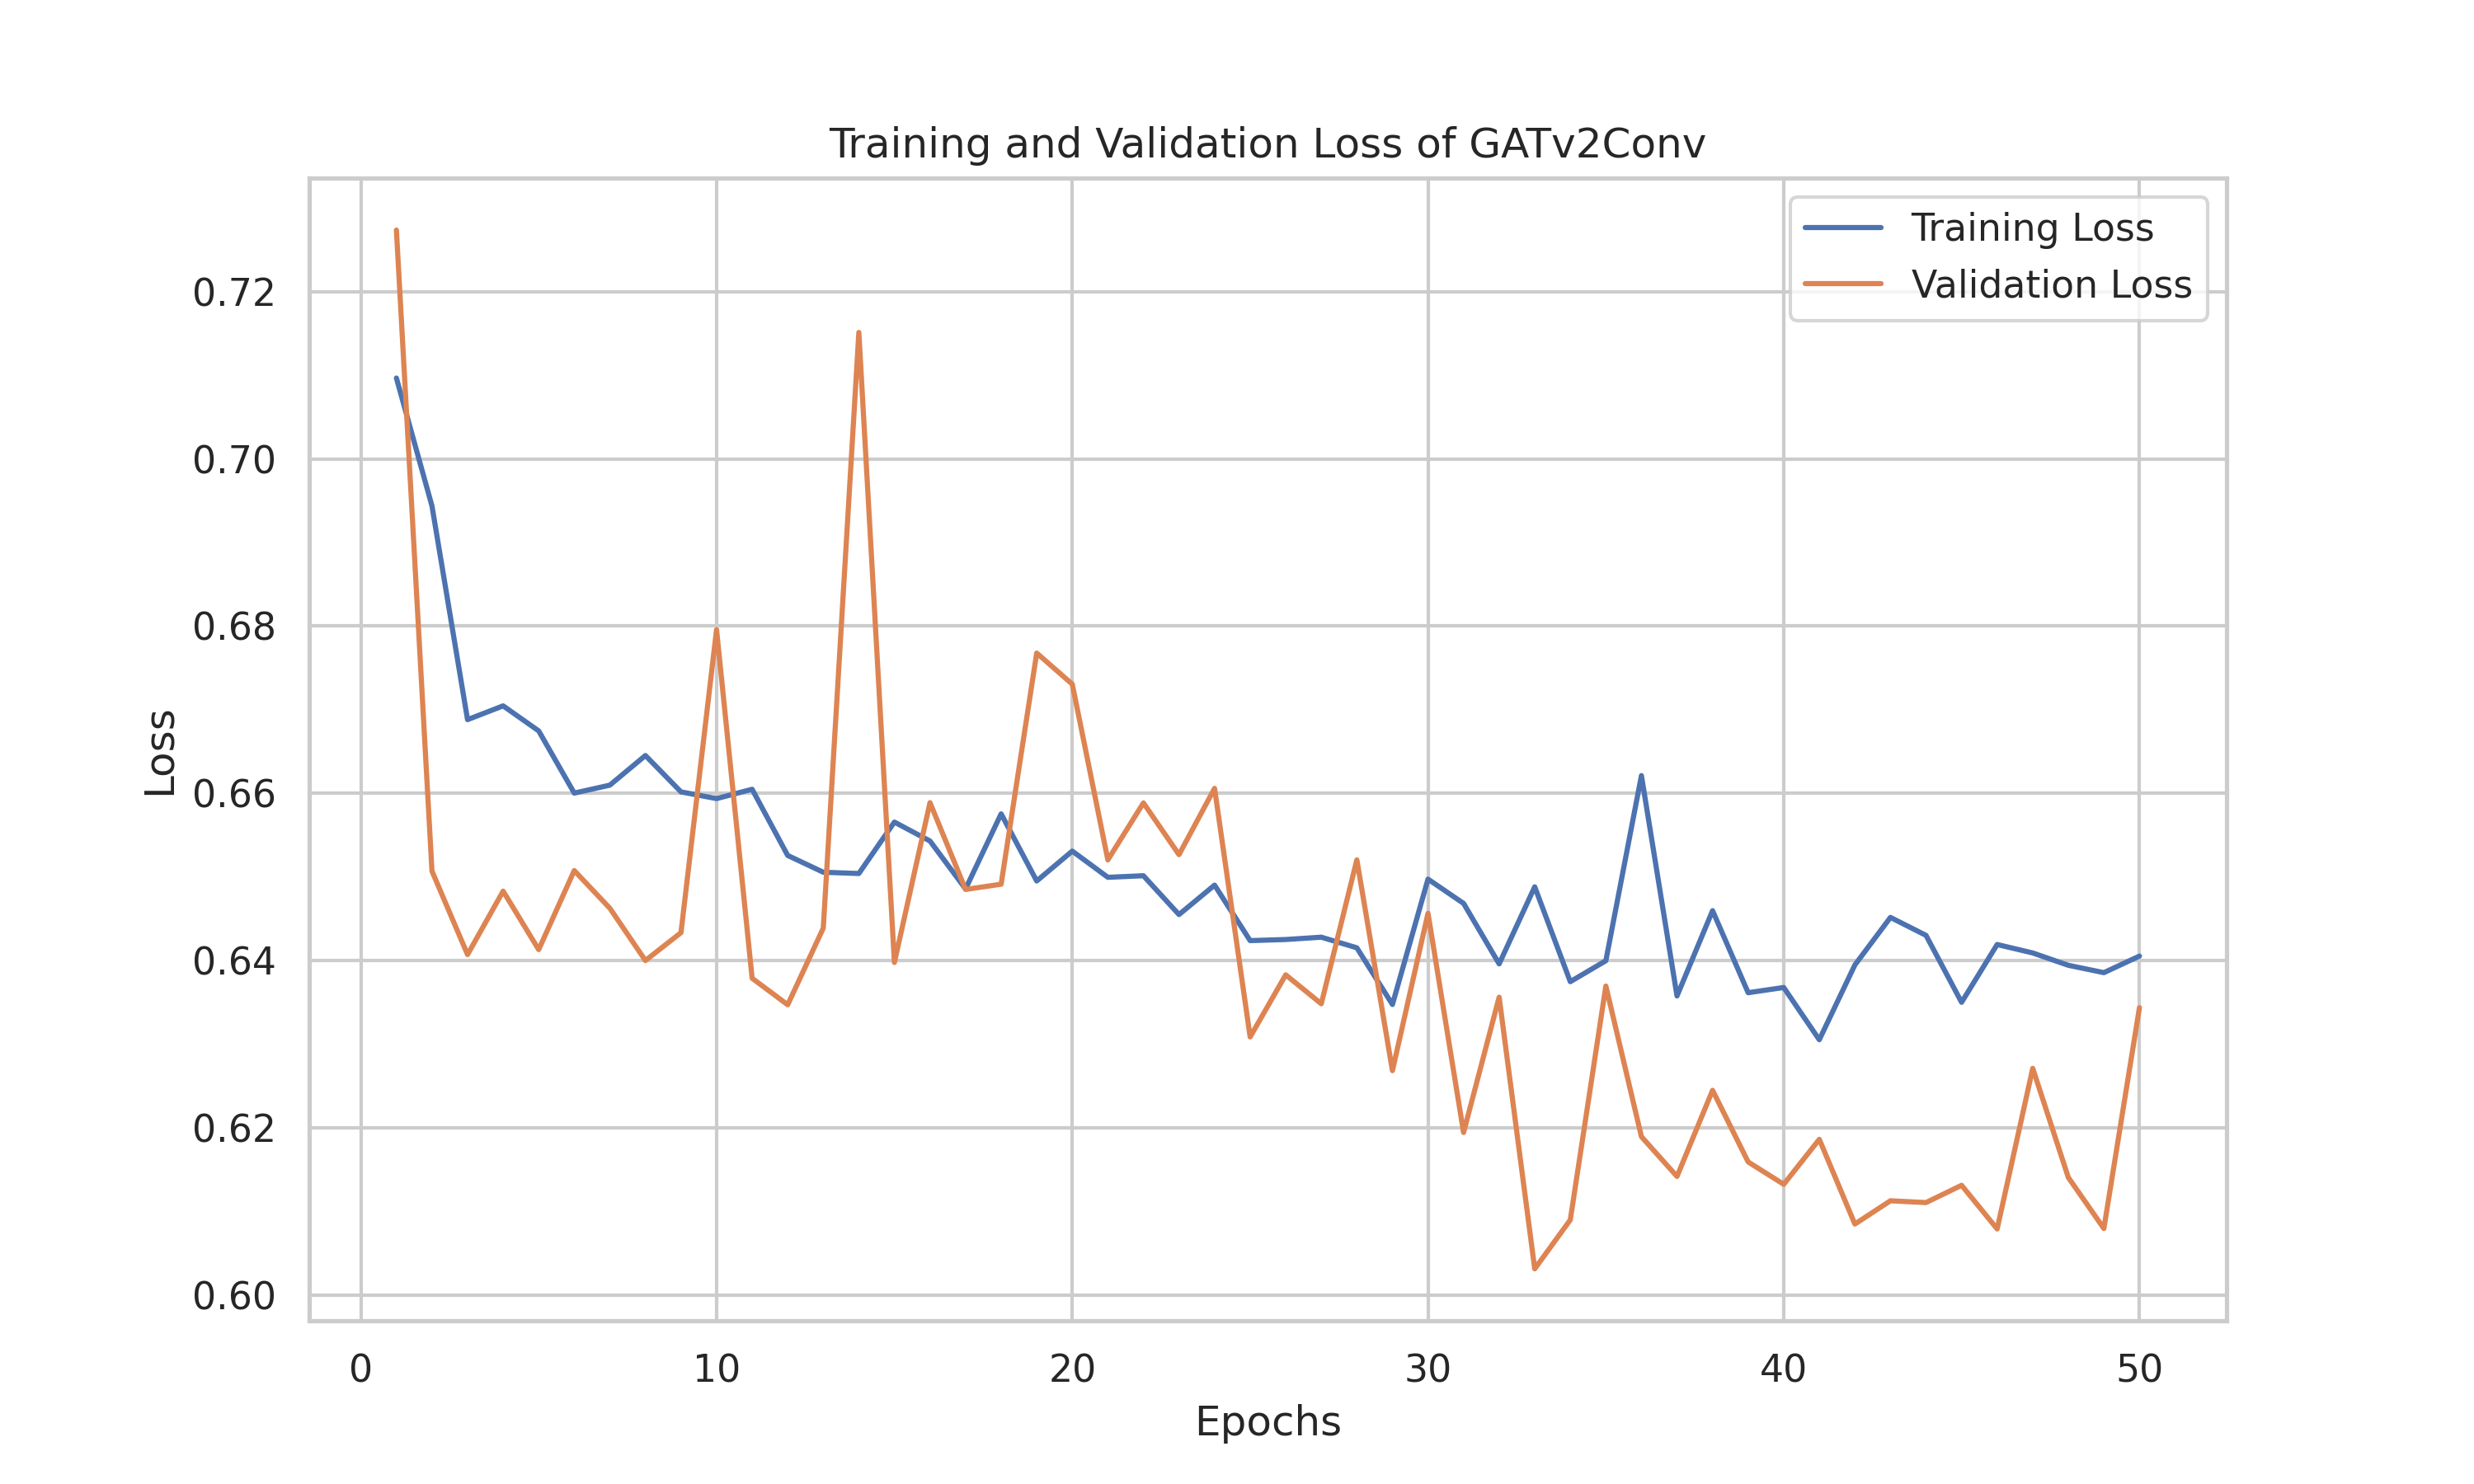 Training and Validation Loss of GATv2Conv
Training Loss
Validation Loss
0.72
0.70
0.68
0.66
0.64
0.62
0.60
Loss
0 10 20 30 40 50
Epochs